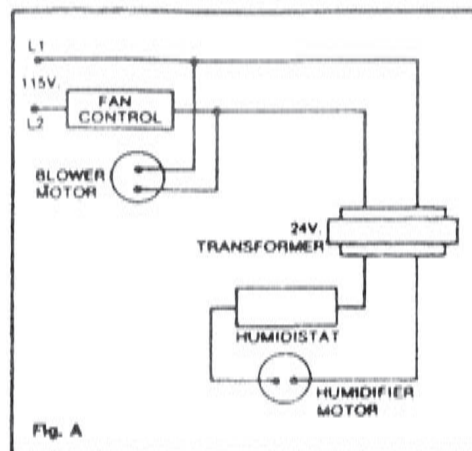 L1
115V.
FAN
CONTROL
L2
BLOWER
MOTOR
24V.
TRANSFORMER
HUMIDISTAT
HUMIDIFIER
MOTOR
Fig. A